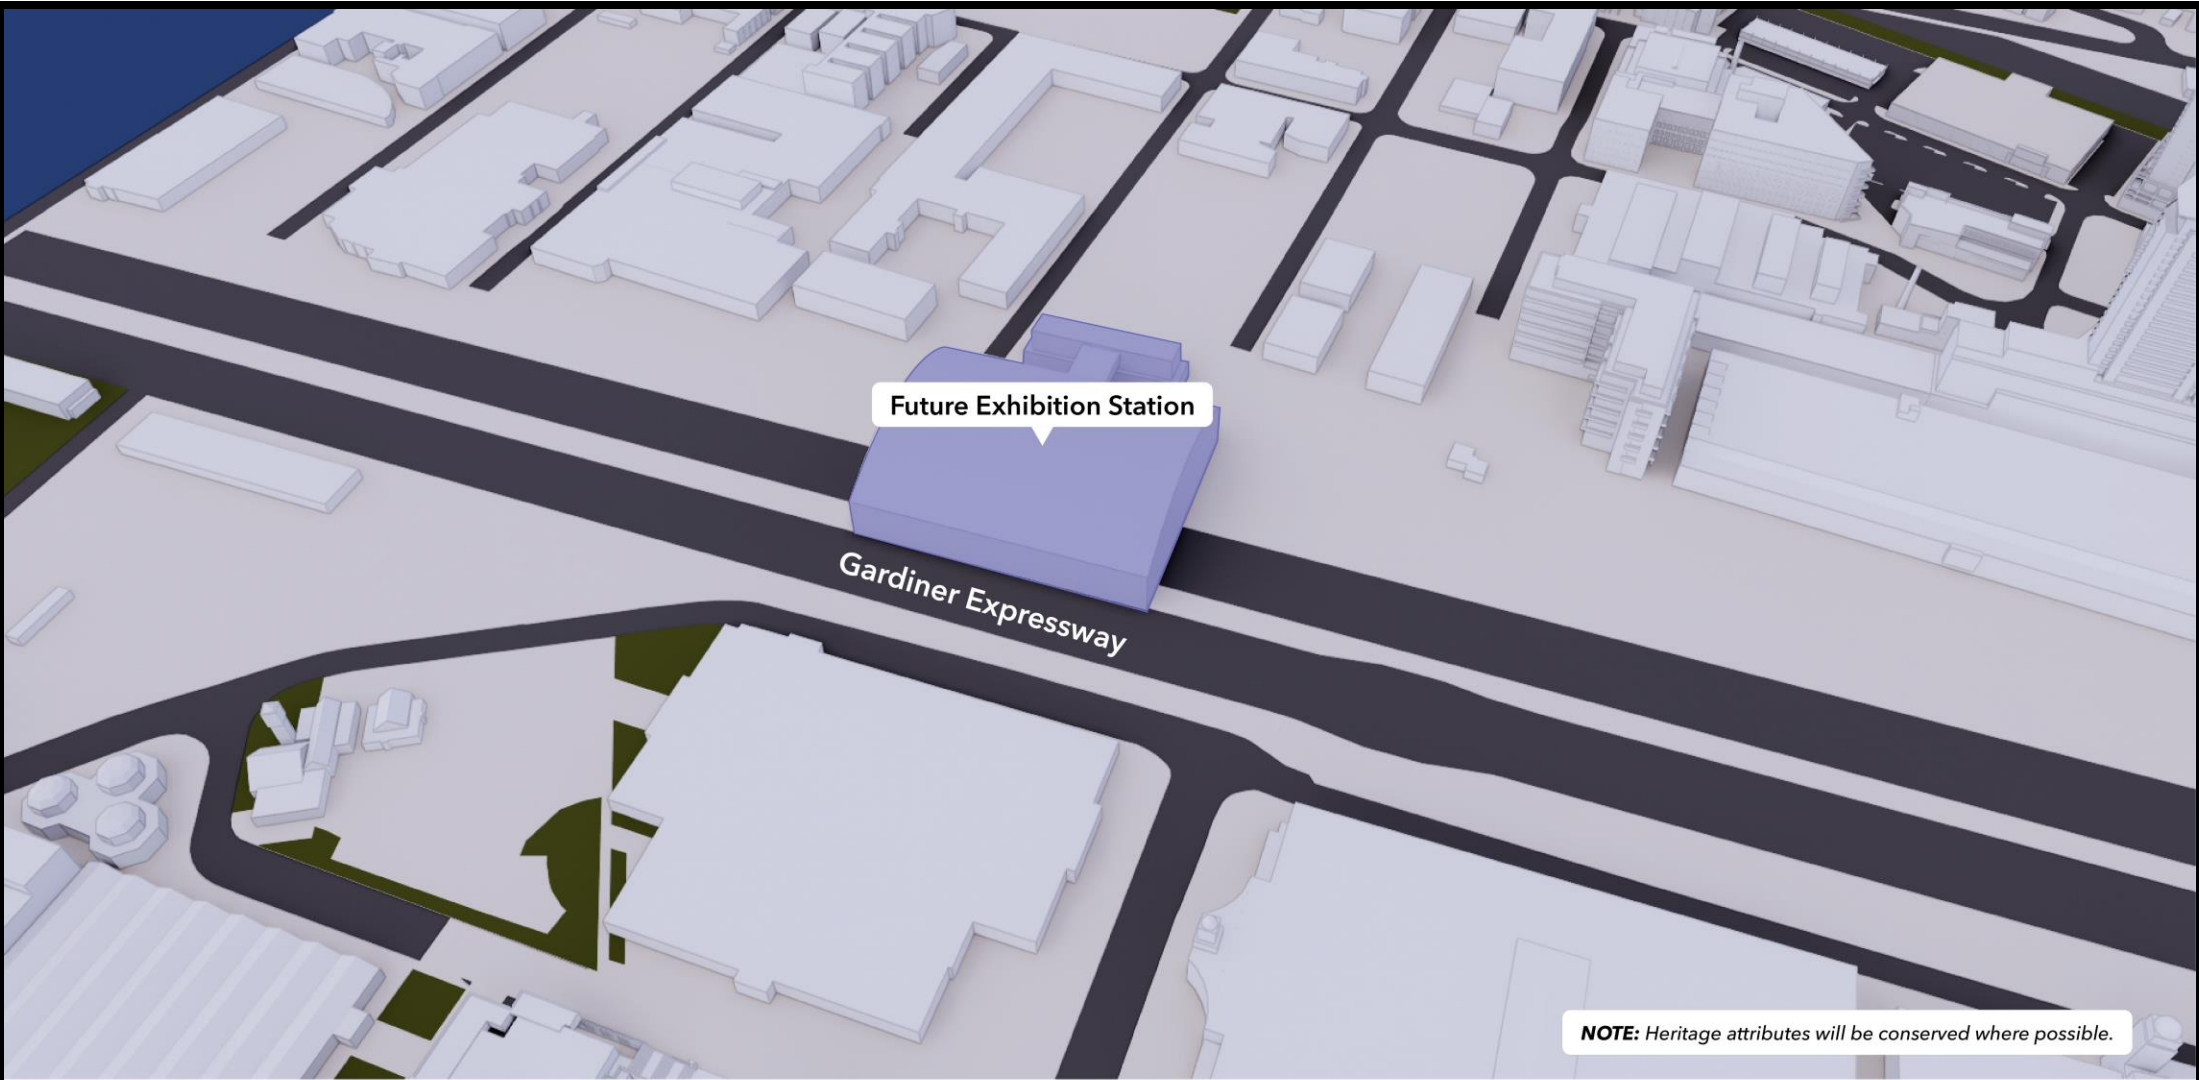 Future Exhibition Station
Gardiner Expressway
NOTE: Heritage attributes will be conserved where possible.